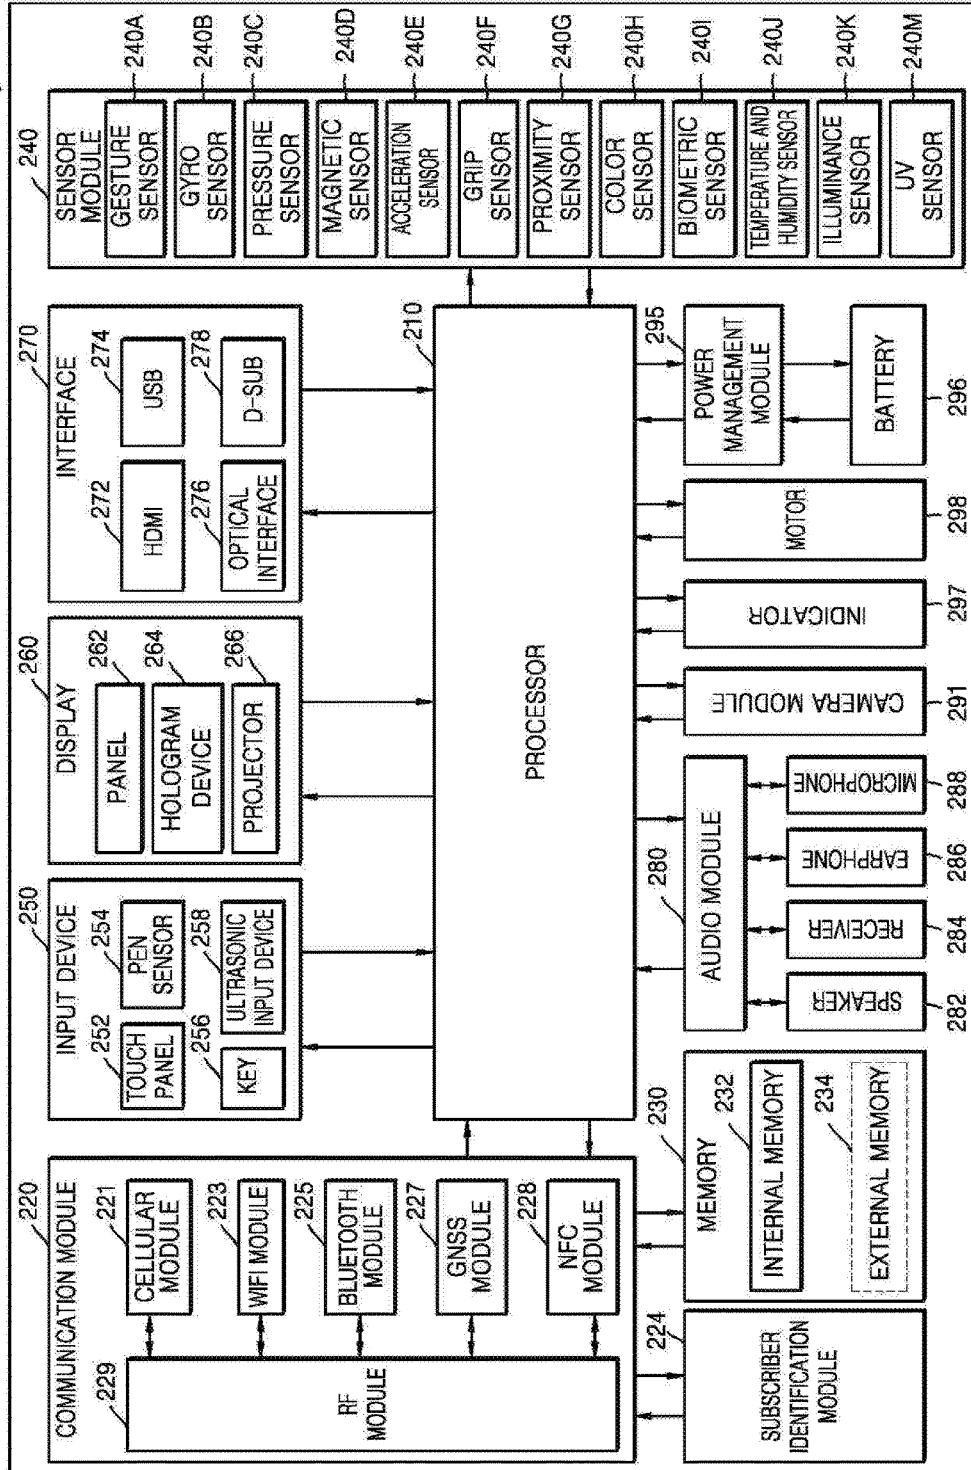 COMMUNICATION MODULE
220
229
RF
MODULE
221
CELLULAR
MODULE
223
WIFI MODULE
225
BLUETOOTH
MODULE
227
GNSS
MODULE
228
NFC
MODULE
INPUT DEVICE
250
252
TOUCH
PANEL
254
PEN
SENSOR
256
KEY
258
ULTRASONIC
INPUT DEVICE
DISPLAY
260
262
PANEL
264
HOLOGRAM
DEVICE
266
PROJECTOR
INTERFACE
270
272
HDMI
274
USB
276
OPTICAL
INTERFACE
278
D-SUB
240
SENSOR
MODULE
GESTURE
SENSOR
240A
GYRO
SENSOR
240B
PRESSURE
SENSOR
240C
MAGNETIC
SENSOR
240D
ACCELERATION
SENSOR
240E
GRIP
SENSOR
240F
PROXIMITY
SENSOR
240G
COLOR
SENSOR
240H
BIOMETRIC
SENSOR
240I
TEMPERATURE AND
HUMIDITY SENSOR
240J
ILLUMINANCE
SENSOR
240K
UV
SENSOR
240M
PROCESSOR
210
SUBSCRIBER
IDENTIFICATION
MODULE
224
MEMORY
230
INTERNAL MEMORY
232
EXTERNAL MEMORY
234
AUDIO MODULE
280
SPEAKER
282
RECEIVER
284
EARPHONE
286
MICROPHONE
288
CAMERA MODULE
291
INDICATOR
297
MOTOR
298
POWER
MANAGEMENT
MODULE
295
BATTERY
296